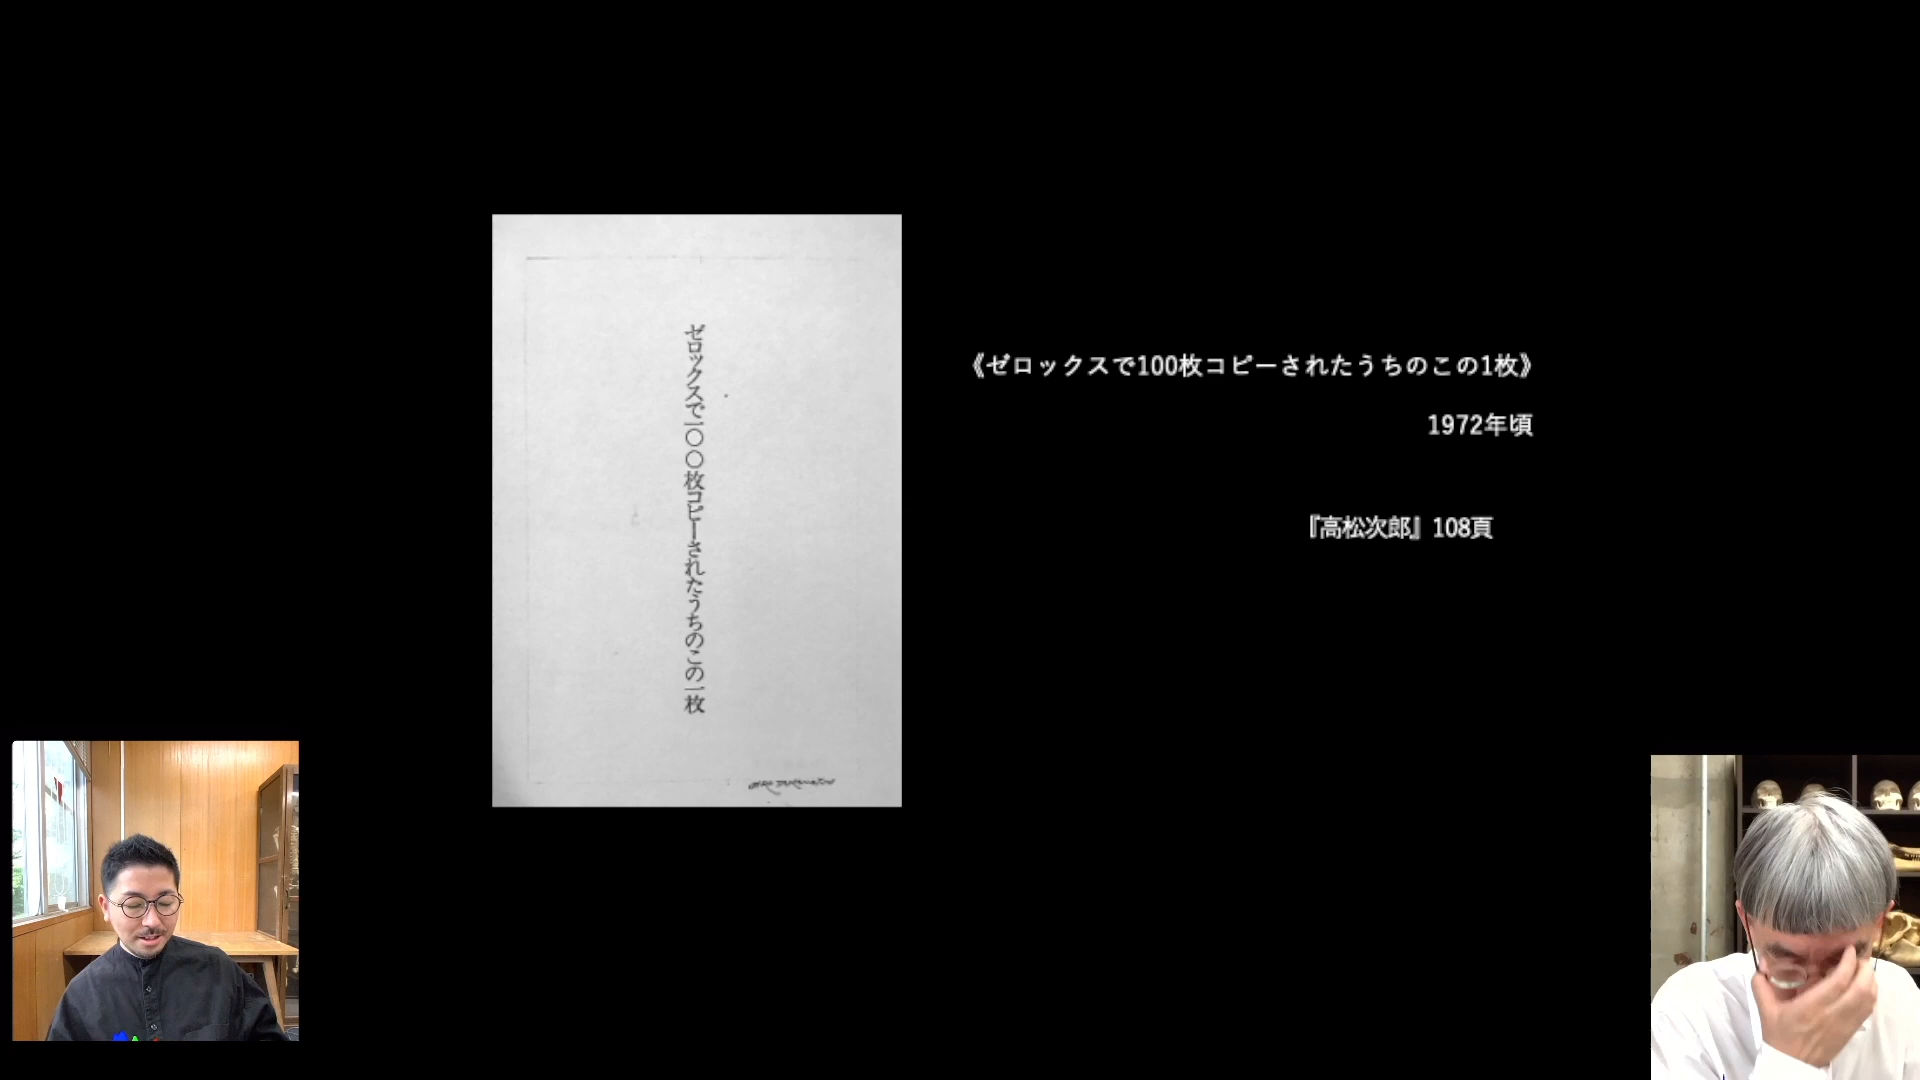 ゼロックスで一〇〇枚コピーされたうちのこの一枚
《ゼロックスで100枚コピーされたうちのこの1枚》
1972年頃
『高松次郎』108頁